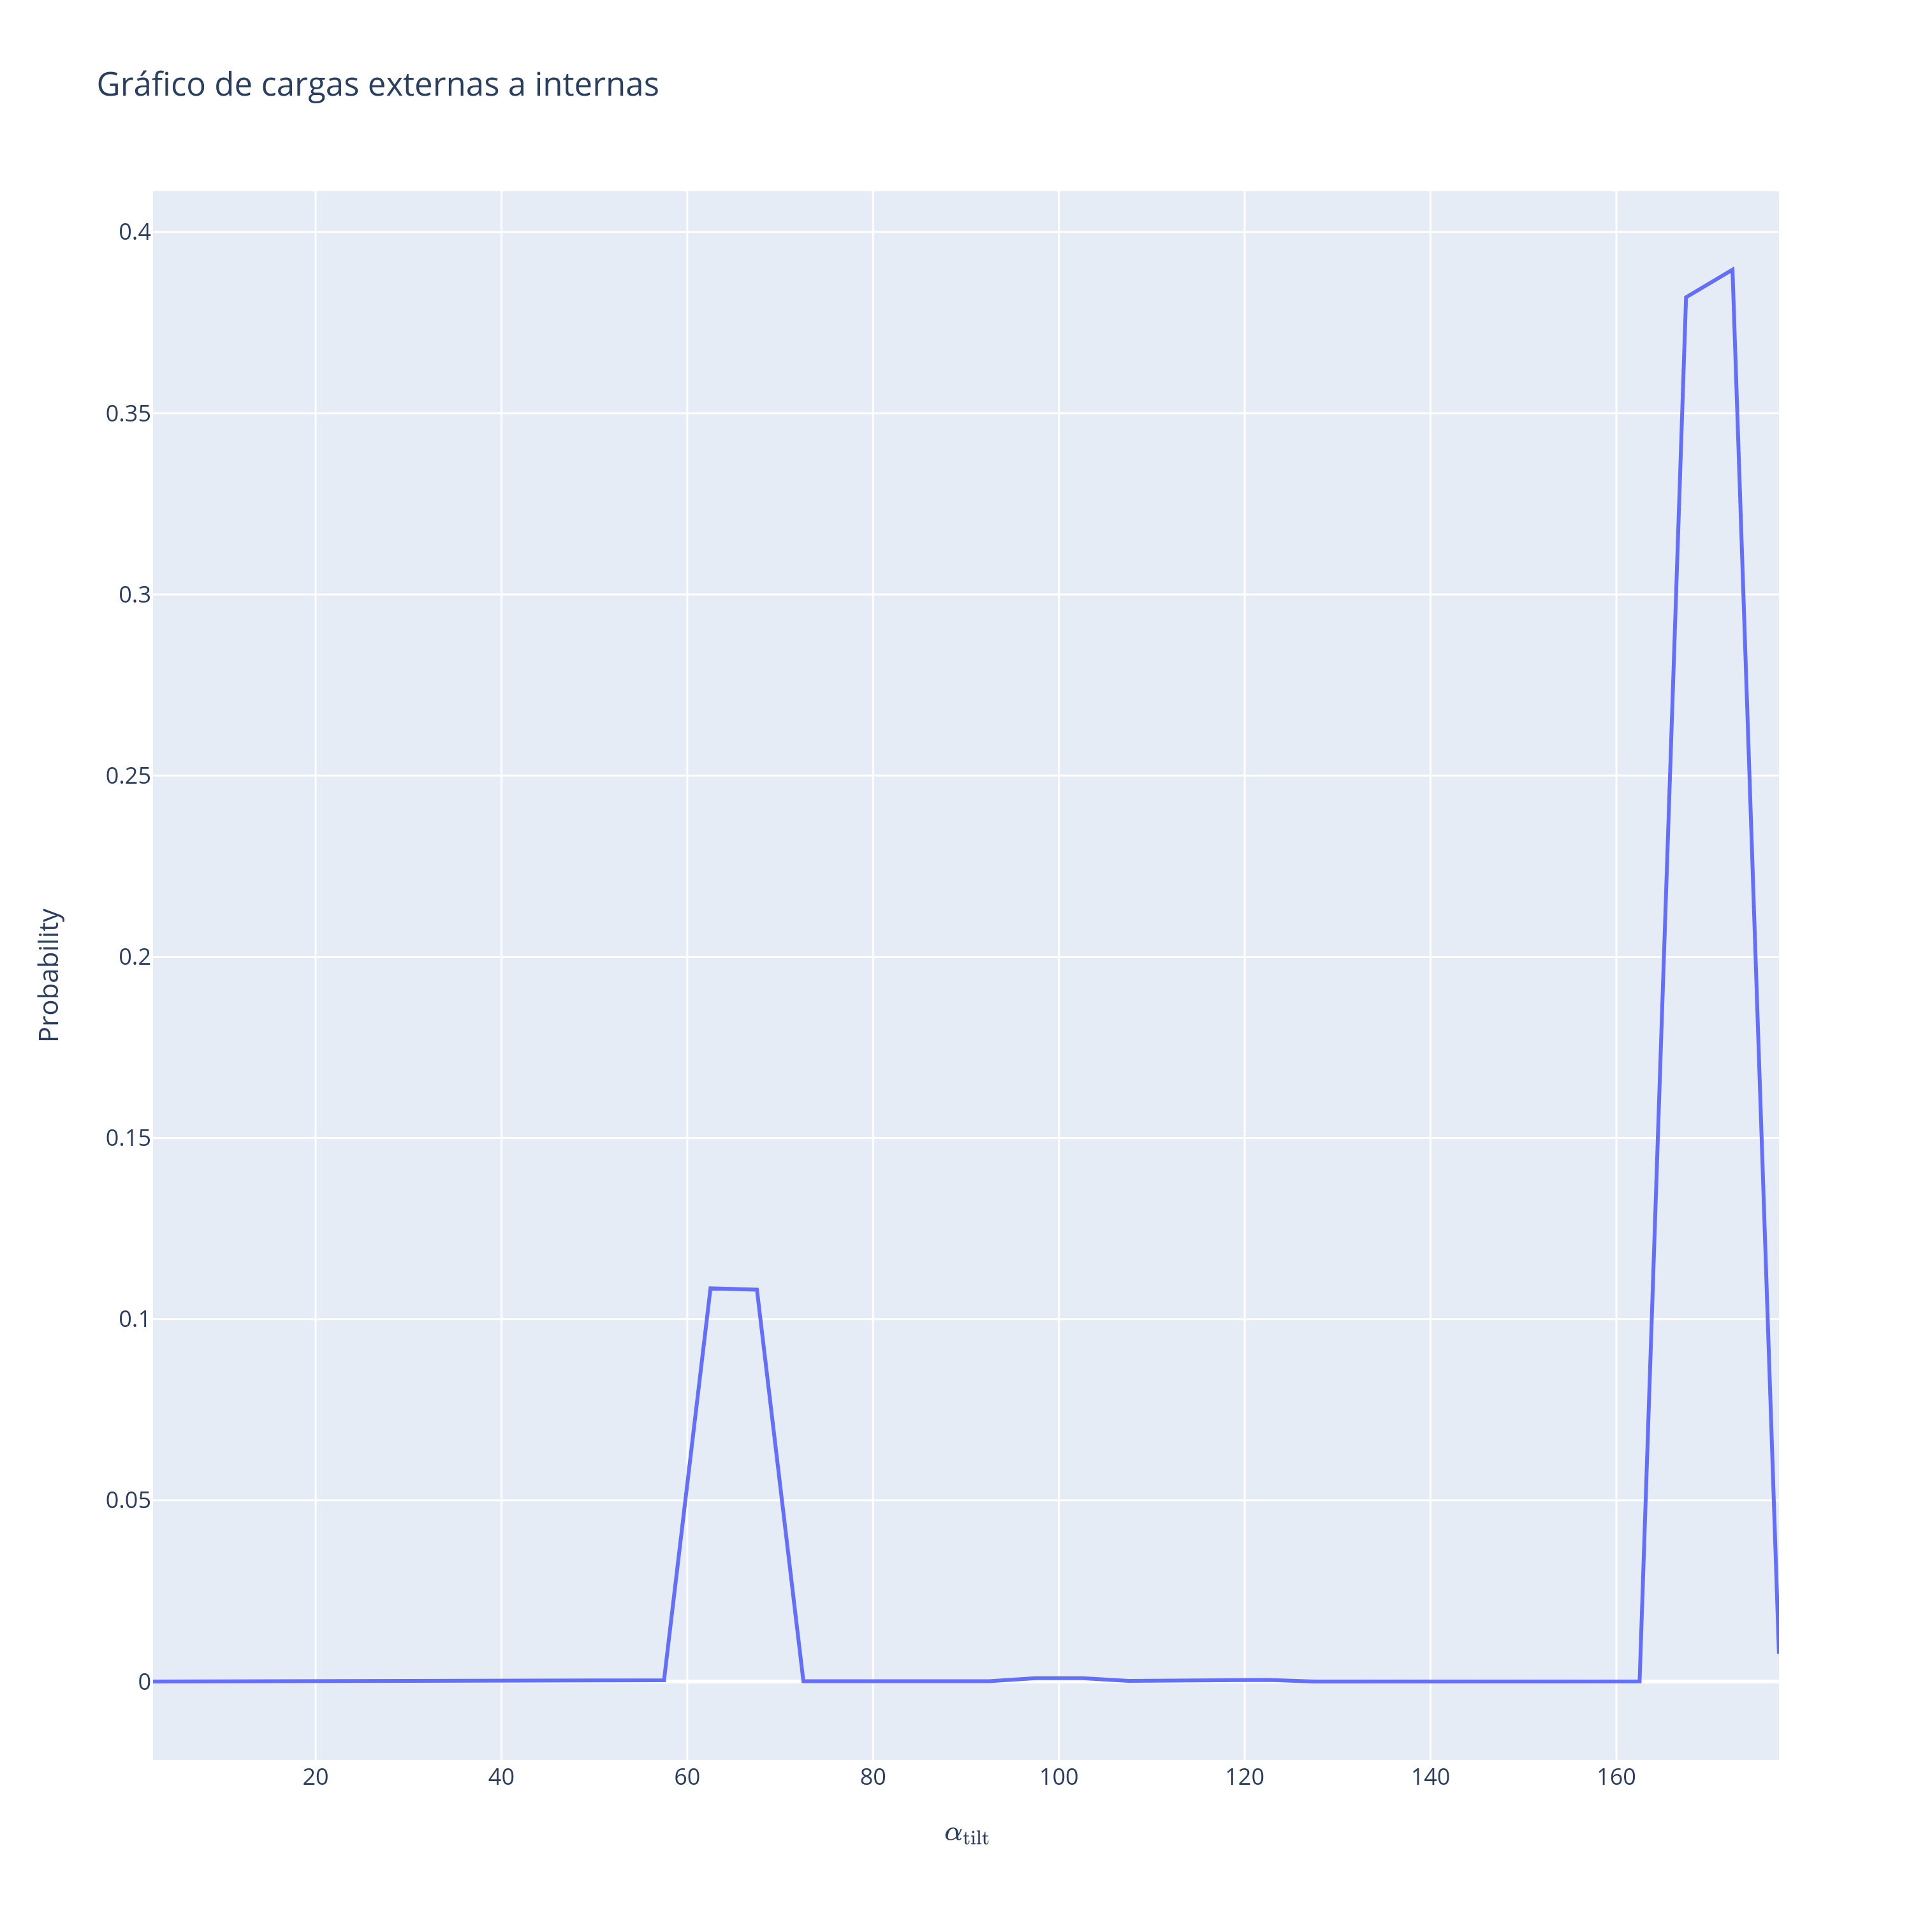 Gráfico de cargas externas a internas
0.4
0.35
0.3
0.25
0.2
0.15
0.1
0.05
0
Probability
20 40 60 80 100 120 140 160
α_tilt